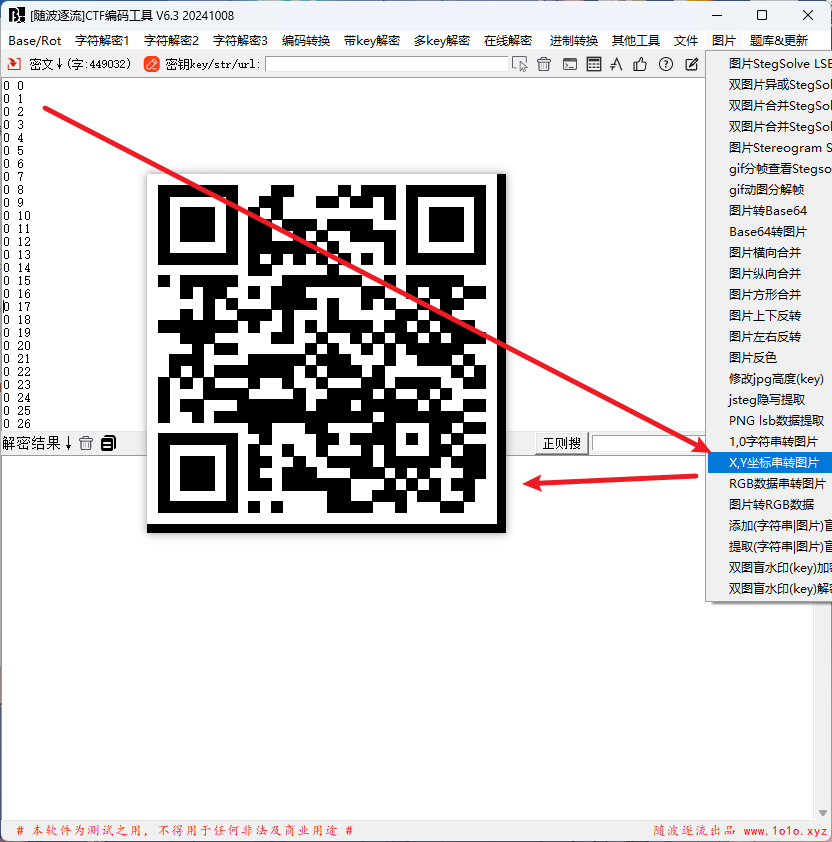 [随波逐流]CTF编码工具 V6.3 20241008
Base/Rot 字符解密1 字符解密2 字符解密3 编码转换 带key解密 多key解密 在线解密 进制转换 其他工具 文件 图片 题库&更新
密文↓(字:449032) 密钥key/str/url:
0 0
0 1
0 2
0 3
0 4
0 5
0 6
0 7
0 8
0 9
0 10
0 11
0 12
0 13
0 14
0 15
0 16
0 17
0 18
0 19
0 20
0 21
0 22
0 23
0 24
0 25
0 26
解密结果↓ 正则搜
图片StegSolve LSB
双图片异或StegSol
双图片合并StegSol
双图片合并StegSol
图片Stereogram S
gif分帧查看Stegso
gif动图分解帧
图片转Base64
Base64转图片
图片横向合并
图片纵向合并
图片方形合并
图片上下反转
图片左右反转
图片反色
修改jpg高度(key)
jsteg隐写提取
PNG lsb数据提取
1,0字符串转图片
X,Y坐标串转图片
RGB数据串转图片
图片转RGB数据
添加(字符串|图片)盲
提取(字符串|图片)盲
双图盲水印(key)加密
双图盲水印(key)解密
# 本软件为测试之用，不得用于任何非法及商业用途 #
随波逐流出品 www.1o1o.xyz